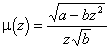 μ(z) = √(a − bz²) / (z√b)